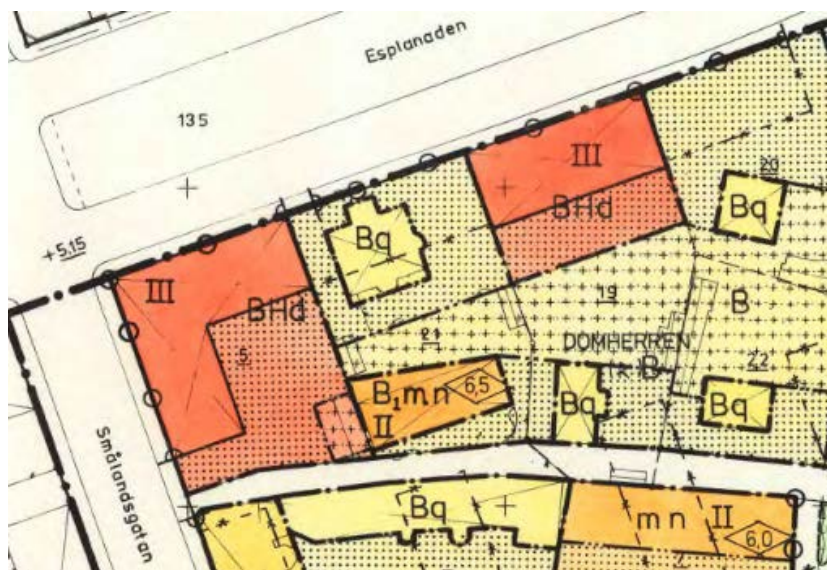 Esplanaden
135
III
20
Bq
Bq
BHd
+5.15
III
19
B
BHd
21
DOMHERREN
5
B
22
B₁mn
6,5
II
Bq
Bq
Smålandsgatan
Bq
mn II
6,0